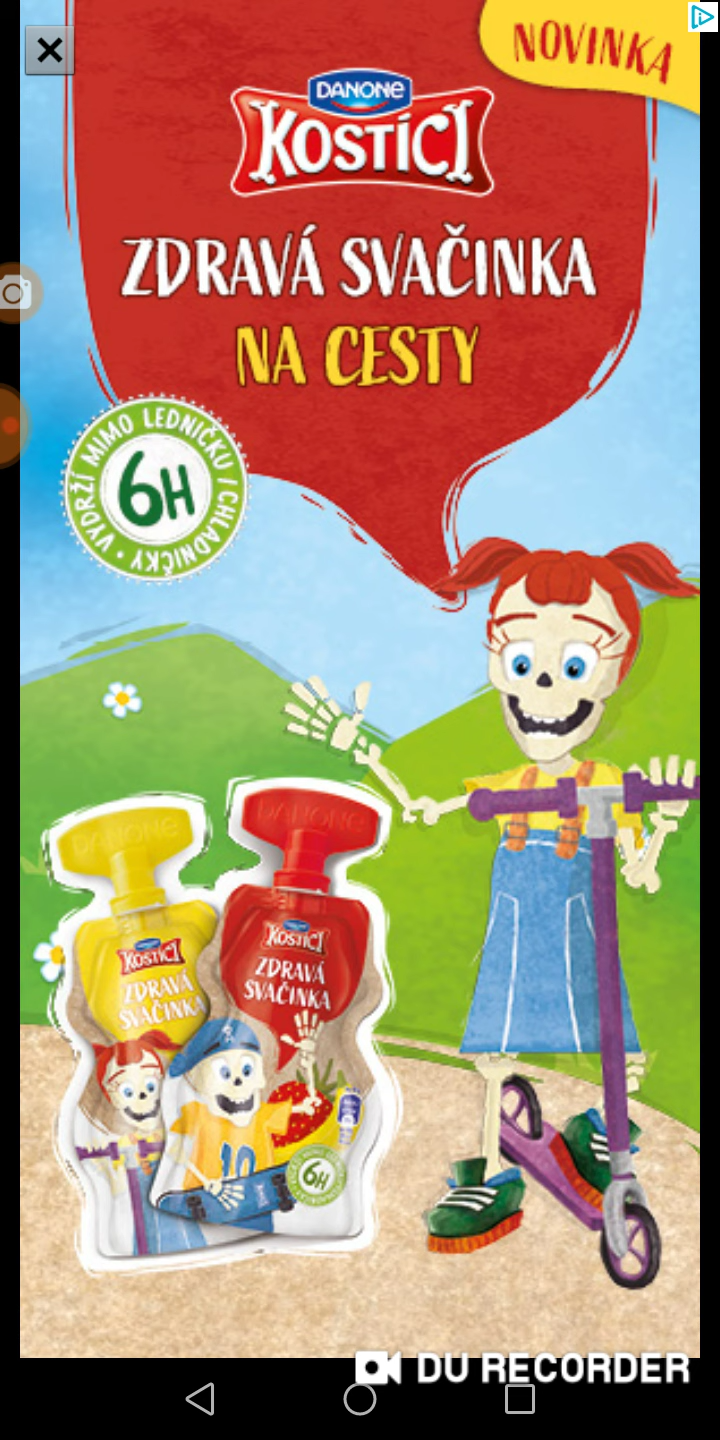 NOVINKA
DANONE
KOSTÍCI
ZDRAVÁ SVAČINKA
NA CESTY
VYDRŽÍ MIMO LEDNIČKU / CHLADNIČKY •
6H
DANONE
DANONE
KOSTÍCI
ZDRAVÁ
SVAČINKA
KOSTÍCI
ZDRAVÁ
SVAČINKA
10
6H
DU RECORDER